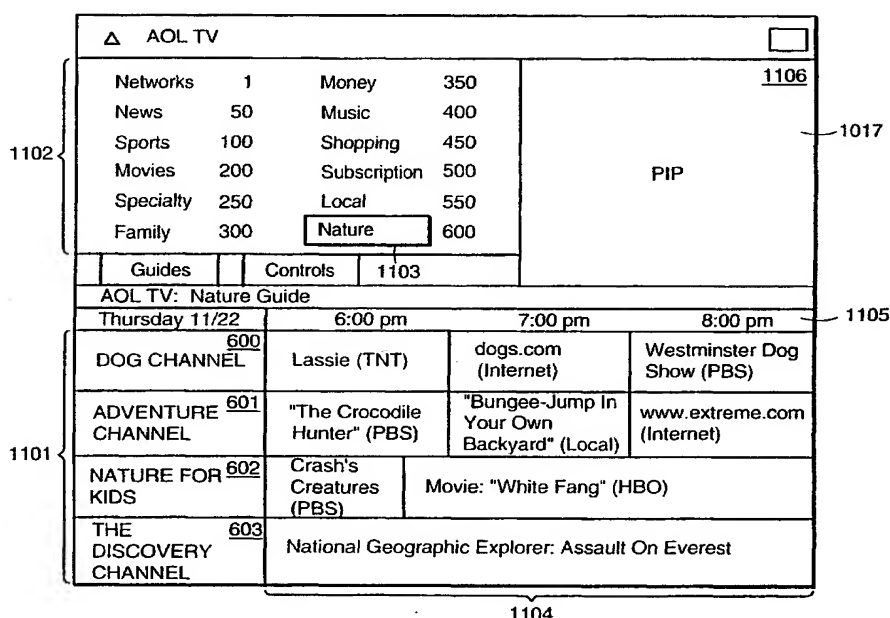 AOL TV
1106
Networks 1 Money 350
News 50 Music 400
Sports 100 Shopping 450
Movies 200 Subscription 500
Specialty 250 Local 550
Family 300 Nature 600
PIP
1017
1102
Guides Controls 1103
AOL TV: Nature Guide
Thursday 11/22 6:00 pm 7:00 pm 8:00 pm
1105
600
DOG CHANNEL
Lassie (TNT)
dogs.com
(Internet)
Westminster Dog
Show (PBS)
ADVENTURE 601
CHANNEL
"The Crocodile
Hunter" (PBS)
"Bungee-Jump In
Your Own
Backyard" (Local)
www.extreme.com
(Internet)
1101
NATURE FOR 602
KIDS
Crash's
Creatures
(PBS)
Movie: "White Fang" (HBO)
THE 603
DISCOVERY
CHANNEL
National Geographic Explorer: Assault On Everest
1104